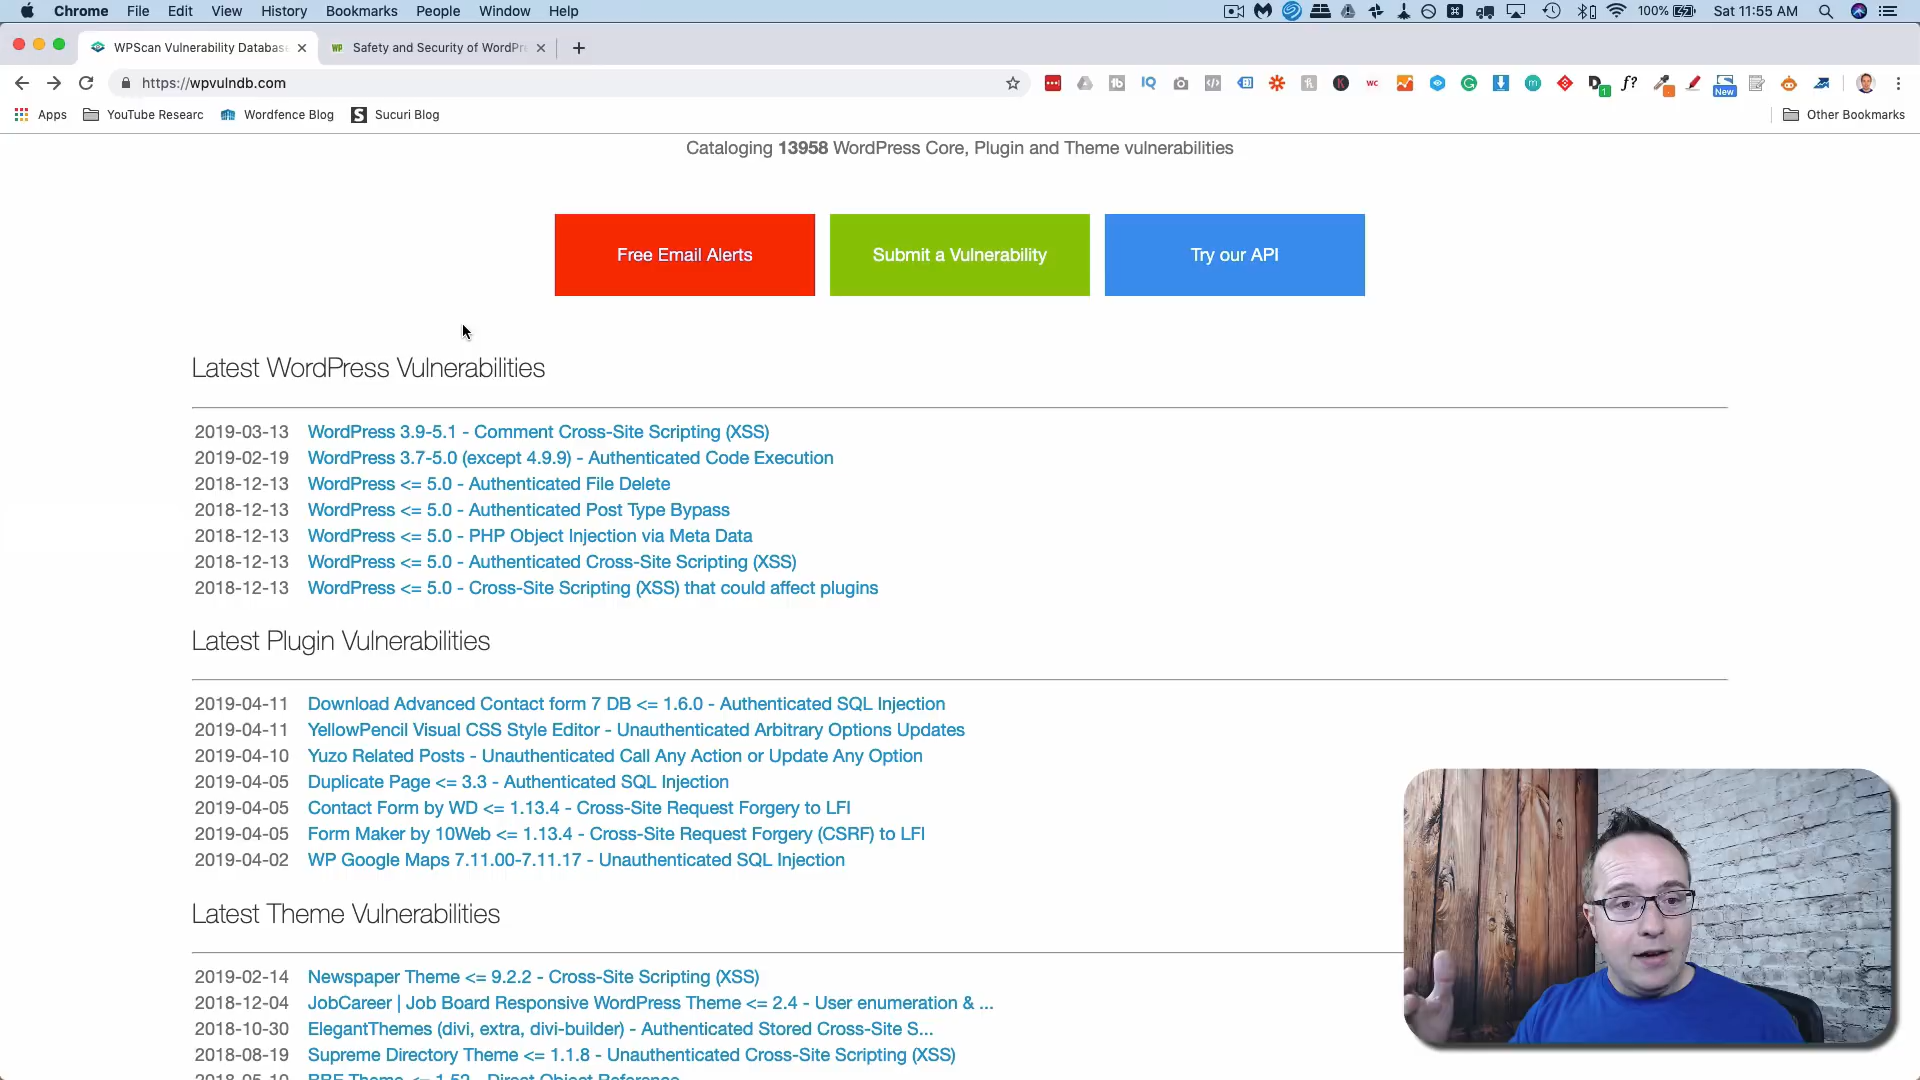 Chrome File Edit View History Bookmarks People Window Help 100% Sat 11:55 AM
WPScan Vulnerability Database Safety and Security of WordPre
https://wpvulndb.com
Apps YouTube Researc Wordfence Blog Sucuri Blog Other Bookmarks
Cataloging 13958 WordPress Core, Plugin and Theme vulnerabilities
Free Email Alerts Submit a Vulnerability Try our API
Latest WordPress Vulnerabilities
2019-03-13 WordPress 3.9-5.1 - Comment Cross-Site Scripting (XSS)
2019-02-19 WordPress 3.7-5.0 (except 4.9.9) - Authenticated Code Execution
2018-12-13 WordPress <= 5.0 - Authenticated File Delete
2018-12-13 WordPress <= 5.0 - Authenticated Post Type Bypass
2018-12-13 WordPress <= 5.0 - PHP Object Injection via Meta Data
2018-12-13 WordPress <= 5.0 - Authenticated Cross-Site Scripting (XSS)
2018-12-13 WordPress <= 5.0 - Cross-Site Scripting (XSS) that could affect plugins
Latest Plugin Vulnerabilities
2019-04-11 Download Advanced Contact form 7 DB <= 1.6.0 - Authenticated SQL Injection
2019-04-11 YellowPencil Visual CSS Style Editor - Unauthenticated Arbitrary Options Updates
2019-04-10 Yuzo Related Posts - Unauthenticated Call Any Action or Update Any Option
2019-04-05 Duplicate Page <= 3.3 - Authenticated SQL Injection
2019-04-05 Contact Form by WD <= 1.13.4 - Cross-Site Request Forgery to LFI
2019-04-05 Form Maker by 10Web <= 1.13.4 - Cross-Site Request Forgery (CSRF) to LFI
2019-04-02 WP Google Maps 7.11.00-7.11.17 - Unauthenticated SQL Injection
Latest Theme Vulnerabilities
2019-02-14 Newspaper Theme <= 9.2.2 - Cross-Site Scripting (XSS)
2018-12-04 JobCareer | Job Board Responsive WordPress Theme <= 2.4 - User enumeration & ...
2018-10-30 ElegantThemes (divi, extra, divi-builder) - Authenticated Stored Cross-Site S...
2018-08-19 Supreme Directory Theme <= 1.1.8 - Unauthenticated Cross-Site Scripting (XSS)